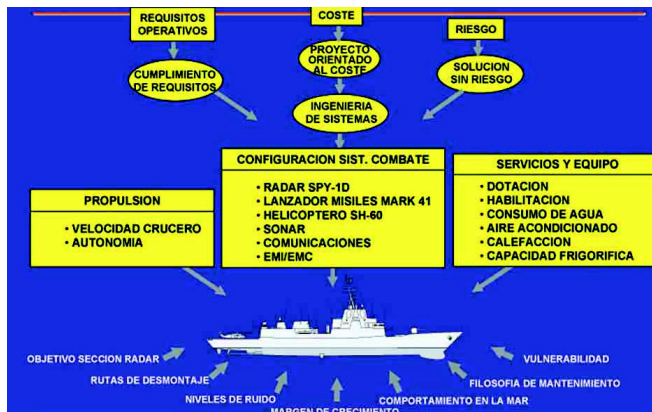 REQUISITOS
OPERATIVOS
COSTE
RIESGO
CUMPLIMIENTO
DE REQUISITOS
PROYECTO
ORIENTADO
AL COSTE
SOLUCION
SIN RIESGO
INGENIERIA
DE SISTEMAS
PROPULSION
• VELOCIDAD CRUCERO
• AUTONOMIA
CONFIGURACION SIST. COMBATE
• RADAR SPY-1D
• LANZADOR MISILES MARK 41
• HELICOPTERO SH-60
• SONAR
• COMUNICACIONES
• EMI/EMC
SERVICIOS Y EQUIPO
• DOTACION
• HABILITACION
• CONSUMO DE AGUA
• AIRE ACONDICIONADO
• CALEFACCION
• CAPACIDAD FRIGORIFICA
OBJETIVO SECCION RADAR
RUTAS DE DESMONTAJE
NIVELES DE RUIDO
MARGEN DE CRECIMIENTO
COMPORTAMIENTO EN LA MAR
FILOSOFIA DE MANTENIMIENTO
VULNERABILIDAD